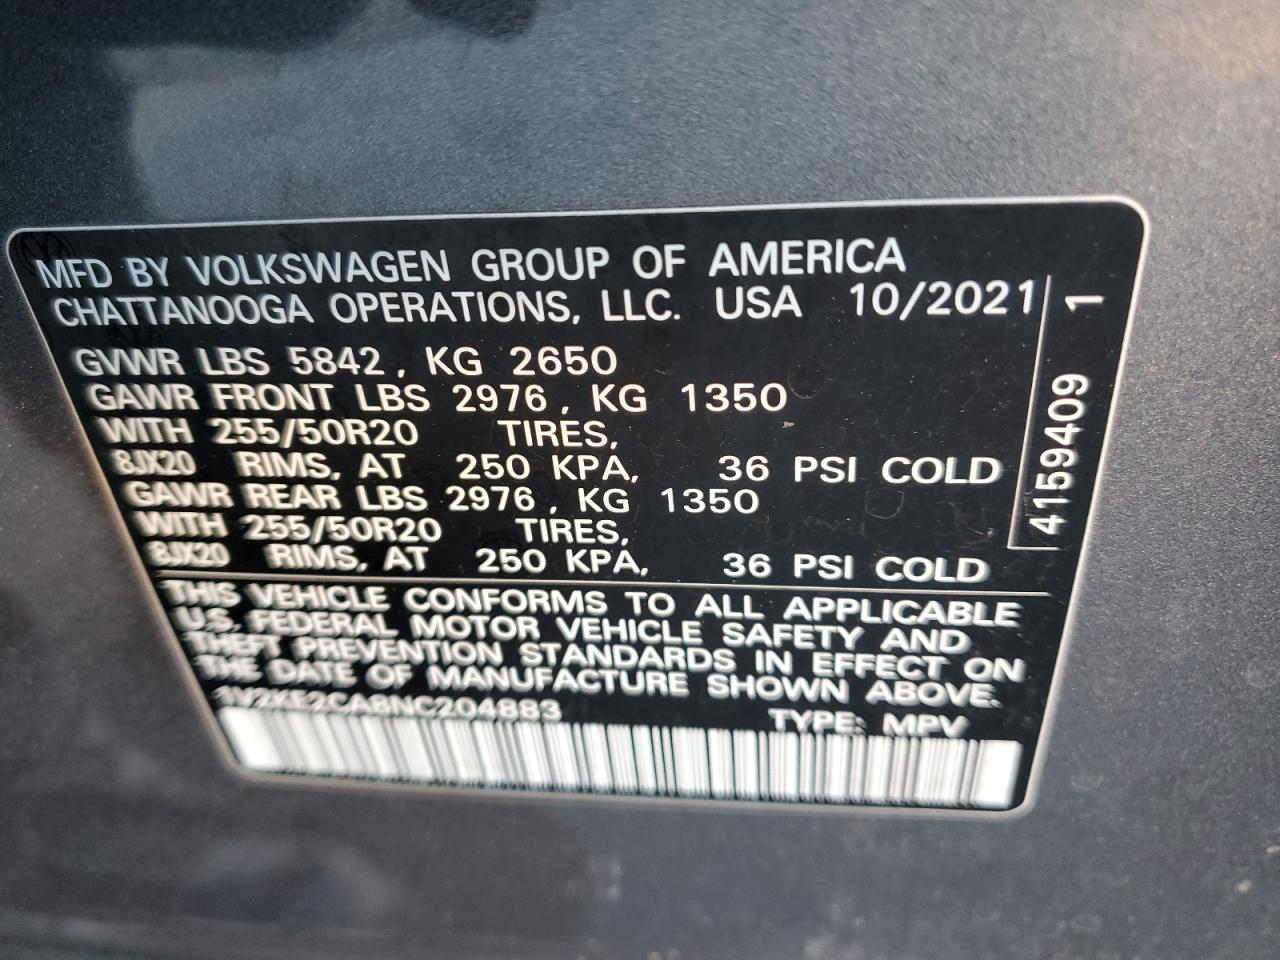 MFD BY VOLKSWAGEN GROUP OF AMERICA
CHATTANOOGA OPERATIONS, LLC. USA 10/2021
GVWR LBS 5842, KG 2650
GAWR FRONT LBS 2976, KG 1350
WITH 255/50R20 TIRES,
8JX20 RIMS, AT 250 KPA, 36 PSI COLD
GAWR REAR LBS 2976, KG 1350
WITH 255/50R20 TIRES,
8JX20 RIMS, AT 250 KPA, 36 PSI COLD
THIS VEHICLE CONFORMS TO ALL APPLICABLE
U.S. FEDERAL MOTOR VEHICLE SAFETY AND
THEFT PREVENTION STANDARDS IN EFFECT ON
THE DATE OF MANUFACTURE SHOWN ABOVE.
1V2KE2CA8NC204883 TYPE: MPV
4159409 1